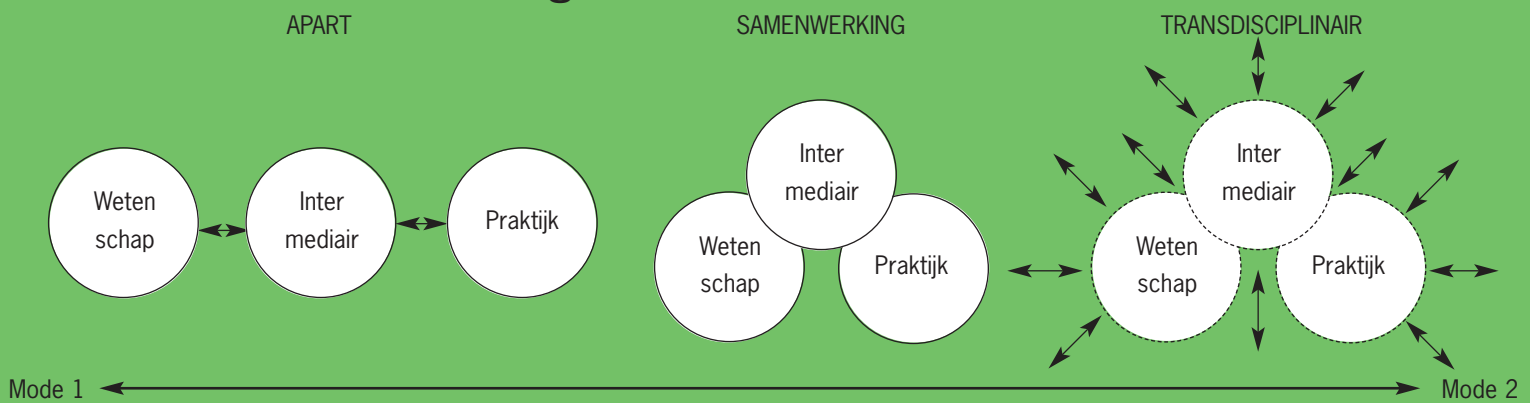 APART
Weten
schap
Inter
mediair
Praktijk
SAMENWERKING
Inter
mediair
Weten
schap
Praktijk
TRANSDISCIPLINAIR
Inter
mediair
Weten
schap
Praktijk
Mode 1
Mode 2